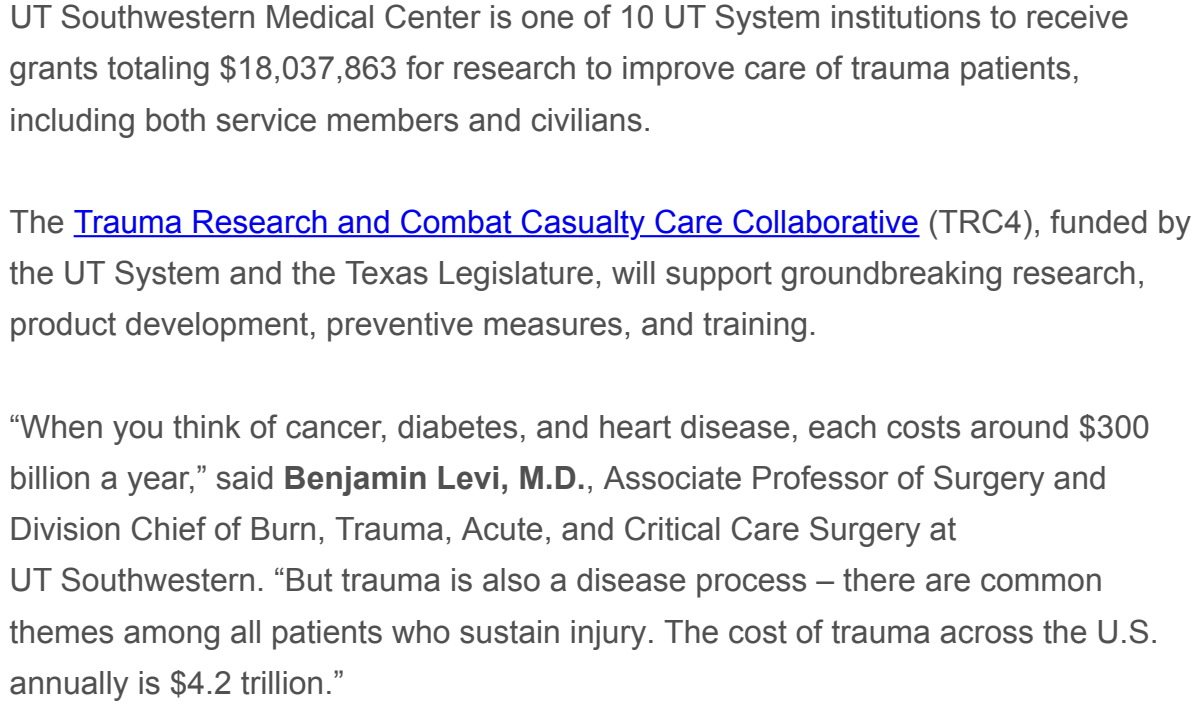 UT Southwestern Medical Center is one of 10 UT System institutions to receive
grants totaling $18,037,863 for research to improve care of trauma patients,
including both service members and civilians.
The Trauma Research and Combat Casualty Care Collaborative (TRC4), funded by
the UT System and the Texas Legislature, will support groundbreaking research,
product development, preventive measures, and training.
“When you think of cancer, diabetes, and heart disease, each costs around $300
billion a year,” said Benjamin Levi, M.D., Associate Professor of Surgery and
Division Chief of Burn, Trauma, Acute, and Critical Care Surgery at
UT Southwestern. “But trauma is also a disease process – there are common
themes among all patients who sustain injury. The cost of trauma across the U.S.
annually is $4.2 trillion.”